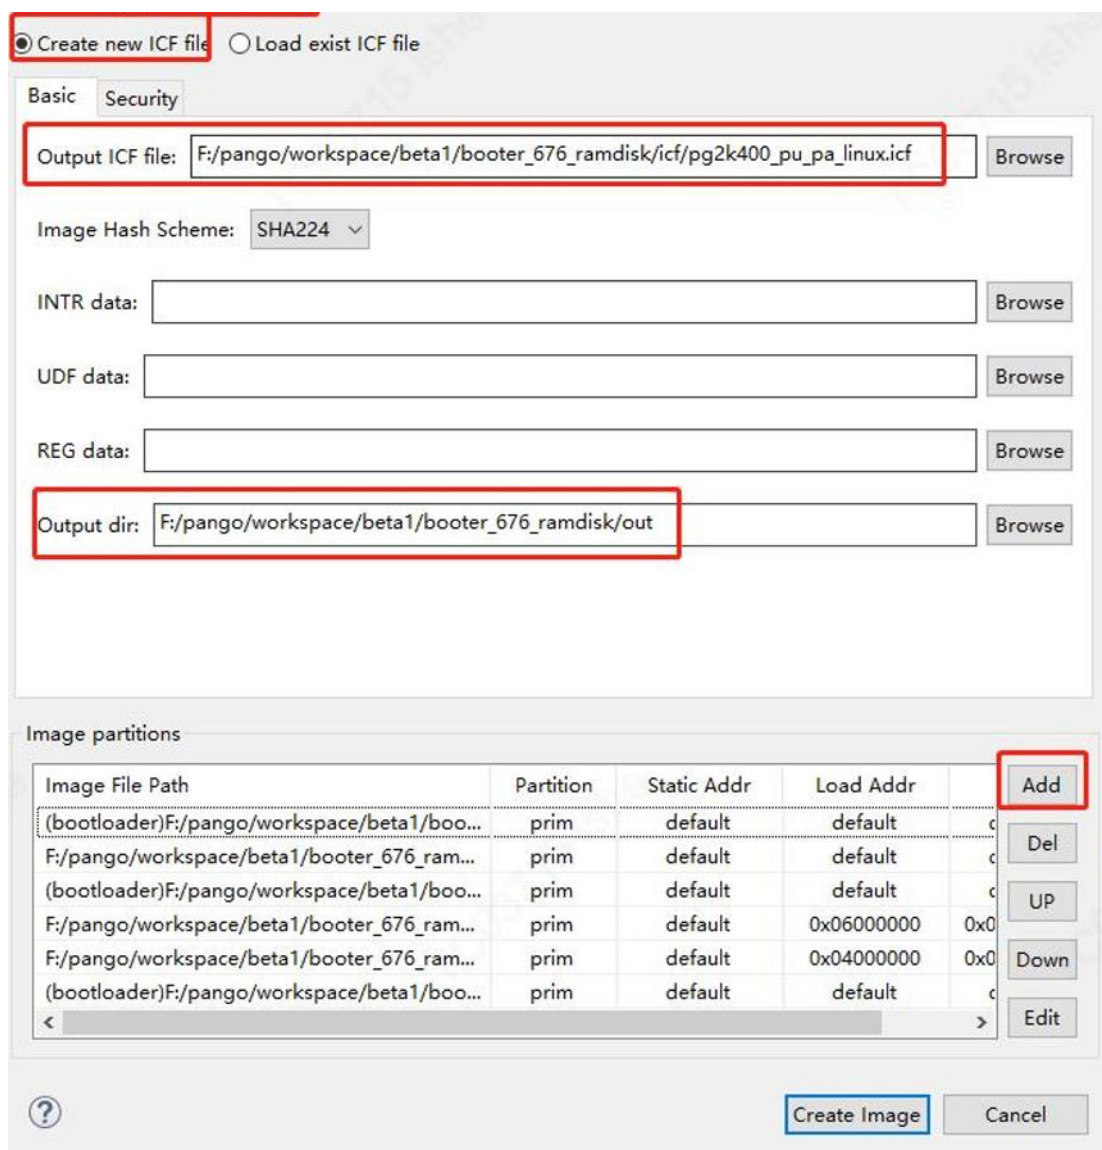 Create new ICF file Load exist ICF file
Basic Security
Output ICF file: F:/pango/workspace/beta1/booter_676_ramdisk/icf/pg2k400_pu_pa_linux.icf Browse
Image Hash Scheme: SHA224
INTR data: Browse
UDF data: Browse
REG data: Browse
Output dir: F:/pango/workspace/beta1/booter_676_ramdisk/out Browse
Image partitions
Image File Path Partition Static Addr Load Addr Add
(bootloader)F:/pango/workspace/beta1/boo... prim default default
F:/pango/workspace/beta1/booter_676_ram... prim default default Del
(bootloader)F:/pango/workspace/beta1/boo... prim default default UP
F:/pango/workspace/beta1/booter_676_ram... prim default 0x06000000 0x0
F:/pango/workspace/beta1/booter_676_ram... prim default 0x04000000 0x0 Down
(bootloader)F:/pango/workspace/beta1/boo... prim default default
Edit
Create Image Cancel